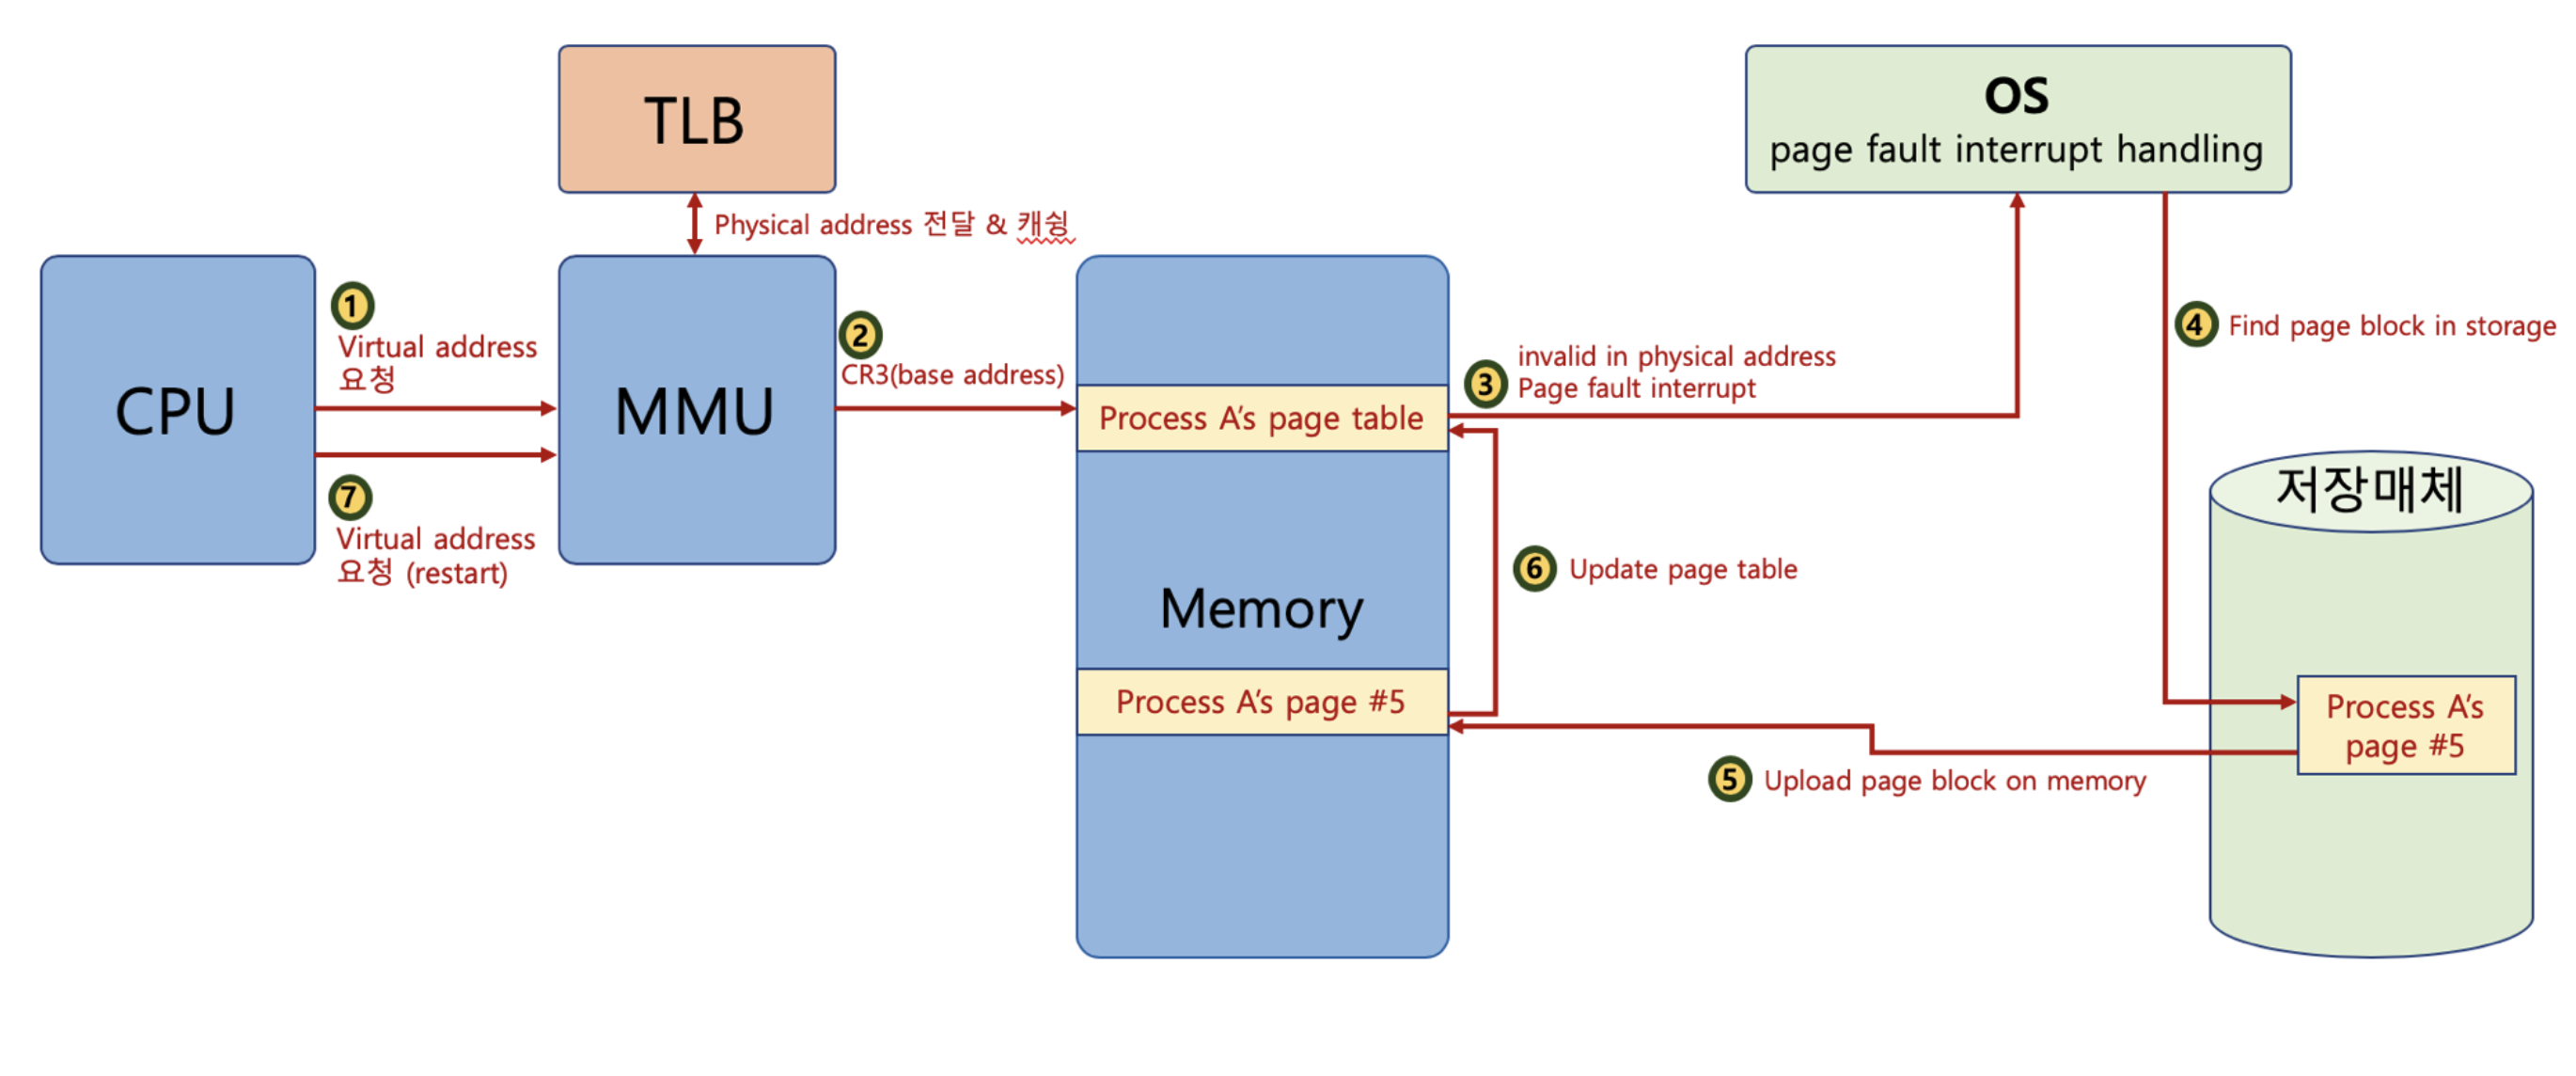 TLB
OS
page fault interrupt handling
Physical address 전달 & 캐슁
CPU
1
Virtual address
요청
7
Virtual address
요청 (restart)
MMU
2
CR3(base address)
Process A's page table
Memory
Process A's page #5
3
invalid in physical address
Page fault interrupt
4
Find page block in storage
저장매체
6
Update page table
Process A's
page #5
5
Upload page block on memory